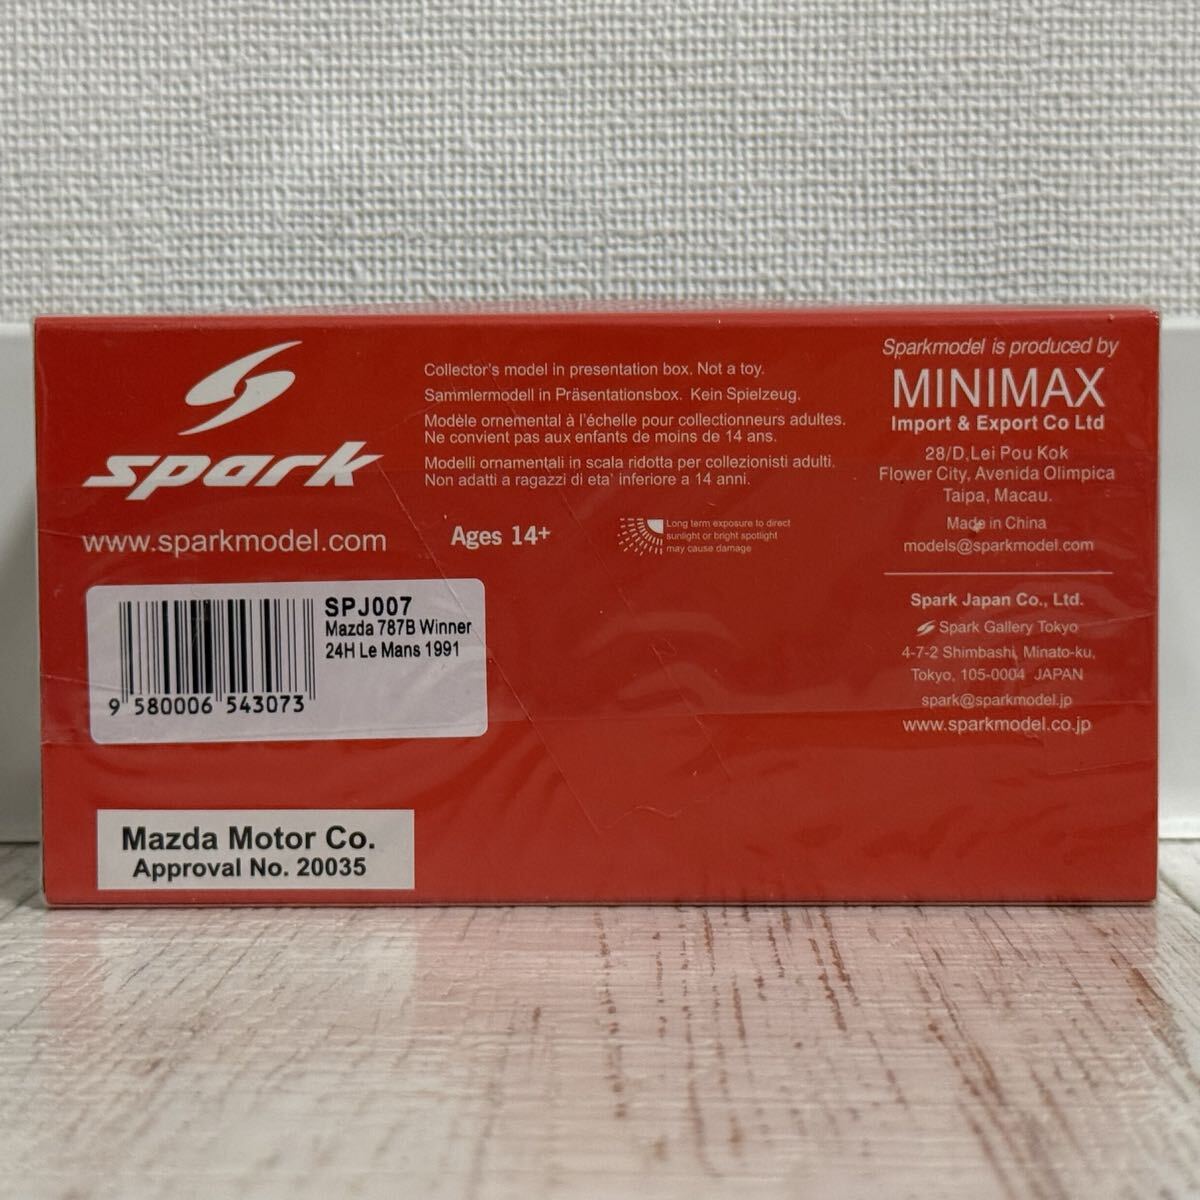 spark
www.sparkmodel.com
SPJ007
Mazda 787B Winner
24H Le Mans 1991
9 580006 543073
Mazda Motor Co.
Approval No. 20035
Collector's model in presentation box. Not a toy.
Sammlermodell in Präsentationsbox. Kein Spielzeug.
Modèle ornemental à l'échelle pour collectionneurs adultes.
Ne convient pas aux enfants de moins de 14 ans.
Modelli ornamentali in scala ridotta per collezionisti adulti.
Non adatti a ragazzi di eta' inferiore a 14 anni.
Ages 14+
Long term exposure to direct
sunlight or bright spotlight
may cause damage
Sparkmodel is produced by
MINIMAX
Import & Export Co Ltd
28/D,Lei Pou Kok
Flower City, Avenida Olimpica
Taipa, Macau.
Made in China
models@sparkmodel.com
Spark Japan Co., Ltd.
Spark Gallery Tokyo
4-7-2 Shimbashi, Minato-ku,
Tokyo, 105-0004 JAPAN
spark@sparkmodel.jp
www.sparkmodel.co.jp